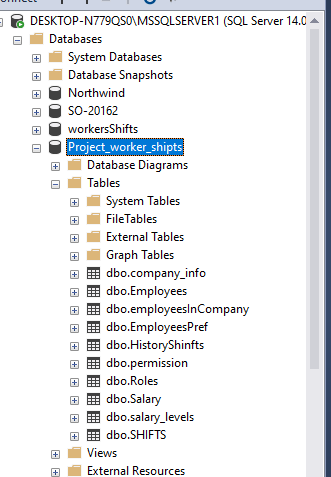 DESKTOP-N779QS0\MSSQLSERVER1 (SQL Server 14.0
Databases
System Databases
Database Snapshots
Northwind
SO-20162
workersShifts
Project_worker_shipts
Database Diagrams
Tables
System Tables
FileTables
External Tables
Graph Tables
dbo.company_info
dbo.Employees
dbo.employeesInCompany
dbo.EmployeesPref
dbo.HistoryShinfts
dbo.permission
dbo.Roles
dbo.Salary
dbo.salary_levels
dbo.SHIFTS
Views
External Resources